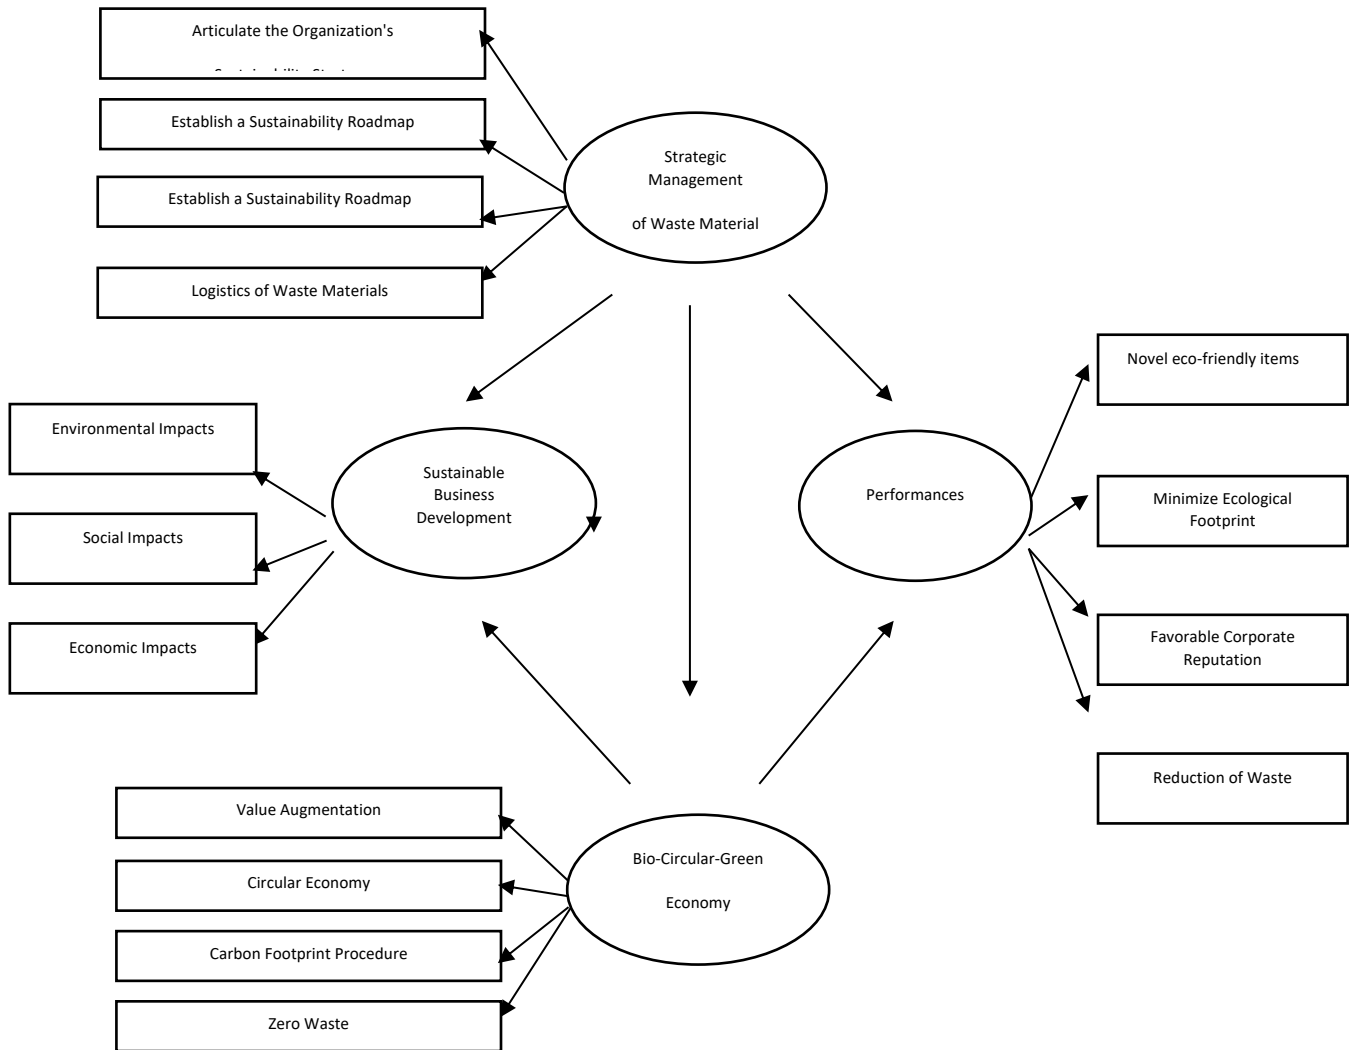 Articulate the Organization's
Establish a Sustainability Roadmap
Establish a Sustainability Roadmap
Logistics of Waste Materials
Strategic
Management
of Waste Material
Novel eco-friendly items
Minimize Ecological
Footprint
Favorable Corporate
Reputation
Reduction of Waste
Environmental Impacts
Social Impacts
Economic Impacts
Sustainable
Business
Development
Performances
Value Augmentation
Circular Economy
Carbon Footprint Procedure
Zero Waste
Bio-Circular-Green
Economy